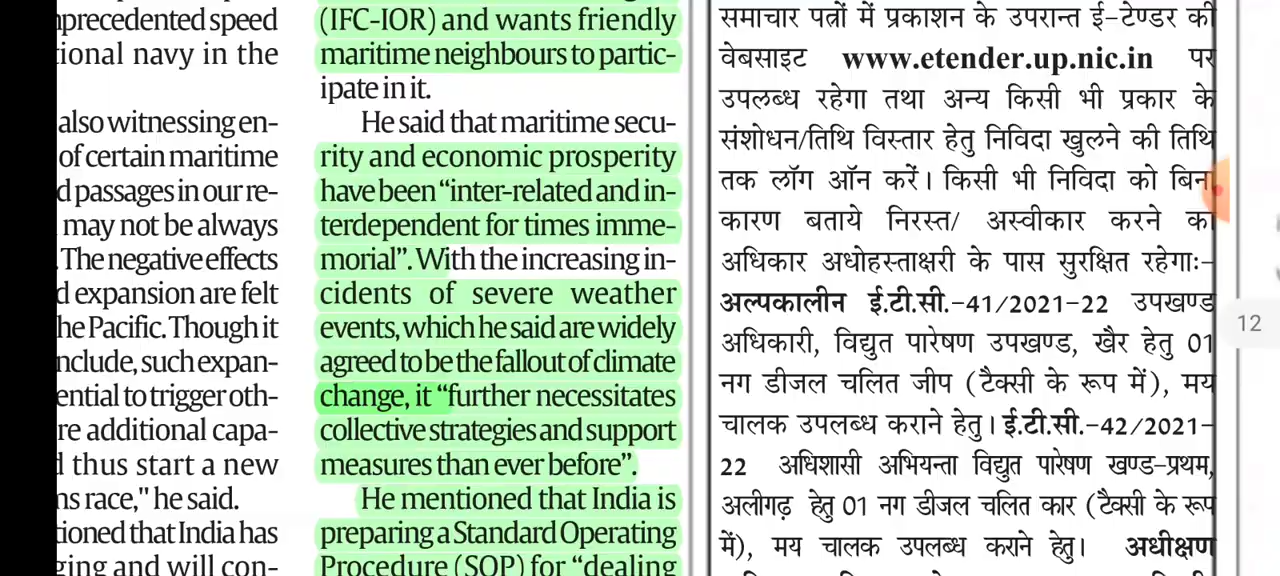 precedented speed
tional navy in the
also witnessing en-
of certain maritime
d passages in our re-
may not be always
. The negative effects
d expansion are felt
he Pacific. Though it
nclude, such expan-
ential to trigger oth-
re additional capa-
d thus start a new
ms race," he said.
tioned that India has
ging and will con-
(IFC-IOR) and wants friendly
maritime neighbours to partic-
ipate in it.
He said that maritime secu-
rity and economic prosperity
have been “inter-related and in-
terdependent for times imme-
morial”. With the increasing in-
cidents of severe weather
events, which he said are widely
agreed to be the fallout of climate
change, it “further necessitates
collective strategies and support
measures than ever before”.
He mentioned that India is
preparing a Standard Operating
Procedure (SOP) for “dealing
समाचार पत्रों में प्रकाशन के उपरान्त ई-टेण्डर की
वेबसाइट www.etender.up.nic.in पर
उपलब्ध रहेगा तथा अन्य किसी भी प्रकार के
संशोधन/तिथि विस्तार हेतु निविदा खुलने की तिथि
तक लॉग ऑन करें। किसी भी निविदा को बिना
कारण बताये निरस्त/ अस्वीकार करने का
अधिकार अधोहस्ताक्षरी के पास सुरक्षित रहेगाः-
अल्पकालीन ई.टी.सी.-41/2021-22 उपखण्ड
अधिकारी, विद्युत पारेषण उपखण्ड, खैर हेतु 01
नग डीजल चलित जीप (टैक्सी के रूप में), मय
चालक उपलब्ध कराने हेतु। ई.टी.सी.-42/2021-
22 अधिशासी अभियन्ता विद्युत पारेषण खण्ड-प्रथम,
अलीगढ़ हेतु 01 नग डीजल चलित कार (टैक्सी के रूप
में), मय चालक उपलब्ध कराने हेतु। अधीक्षण
12